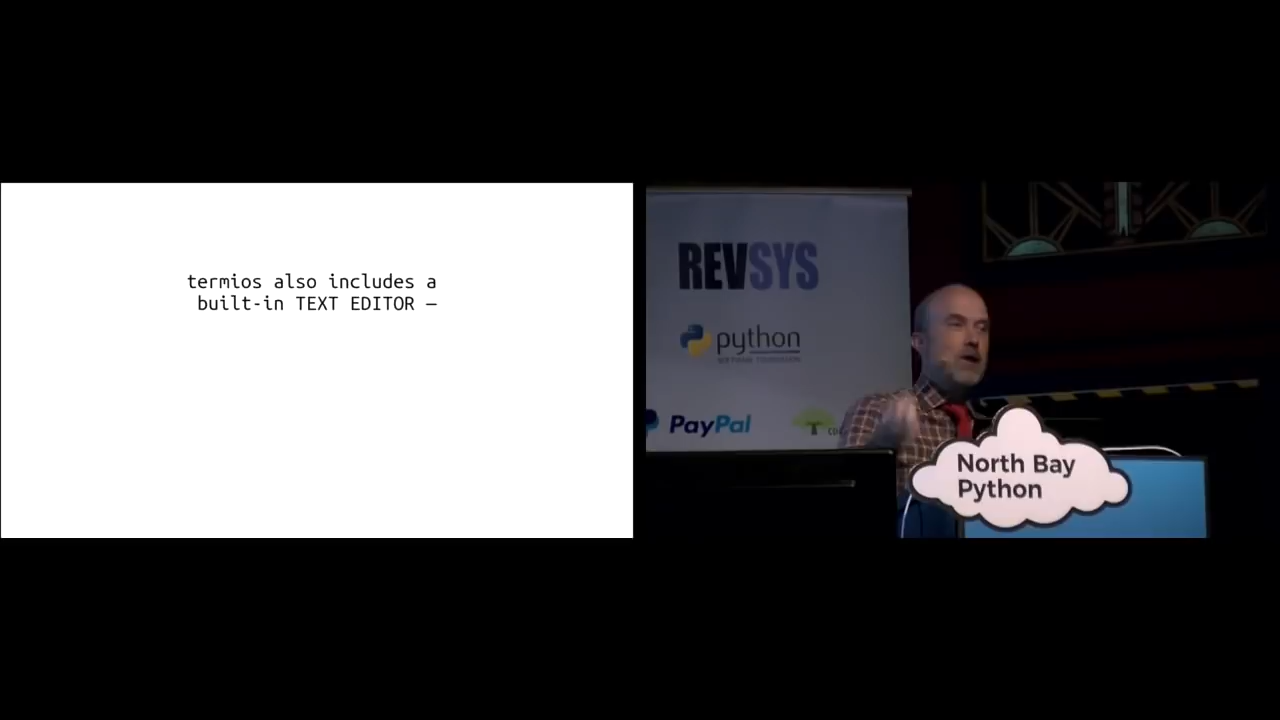 termios also includes a
built-in TEXT EDITOR —
REVSYS
python
PayPal
North Bay
Python